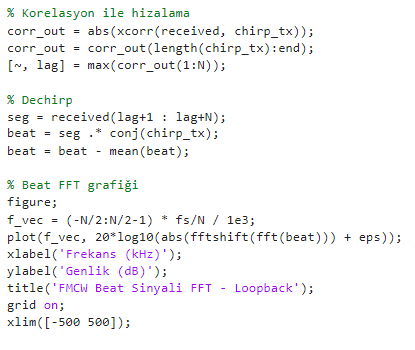 % Korelasyon ile hizalama
corr_out = abs(xcorr(received, chirp_tx));
corr_out = corr_out(length(chirp_tx):end);
[~, lag] = max(corr_out(1:N));
% Dechirp
seg = received(lag+1 : lag+N);
beat = seg .* conj(chirp_tx);
beat = beat - mean(beat);
% Beat FFT grafiği
figure;
f_vec = (-N/2:N/2-1) * fs/N / 1e3;
plot(f_vec, 20*log10(abs(fftshift(fft(beat))) + eps));
xlabel('Frekans (kHz)');
ylabel('Genlik (dB)');
title('FMCW Beat Sinyali FFT - Loopback');
grid on;
xlim([-500 500]);